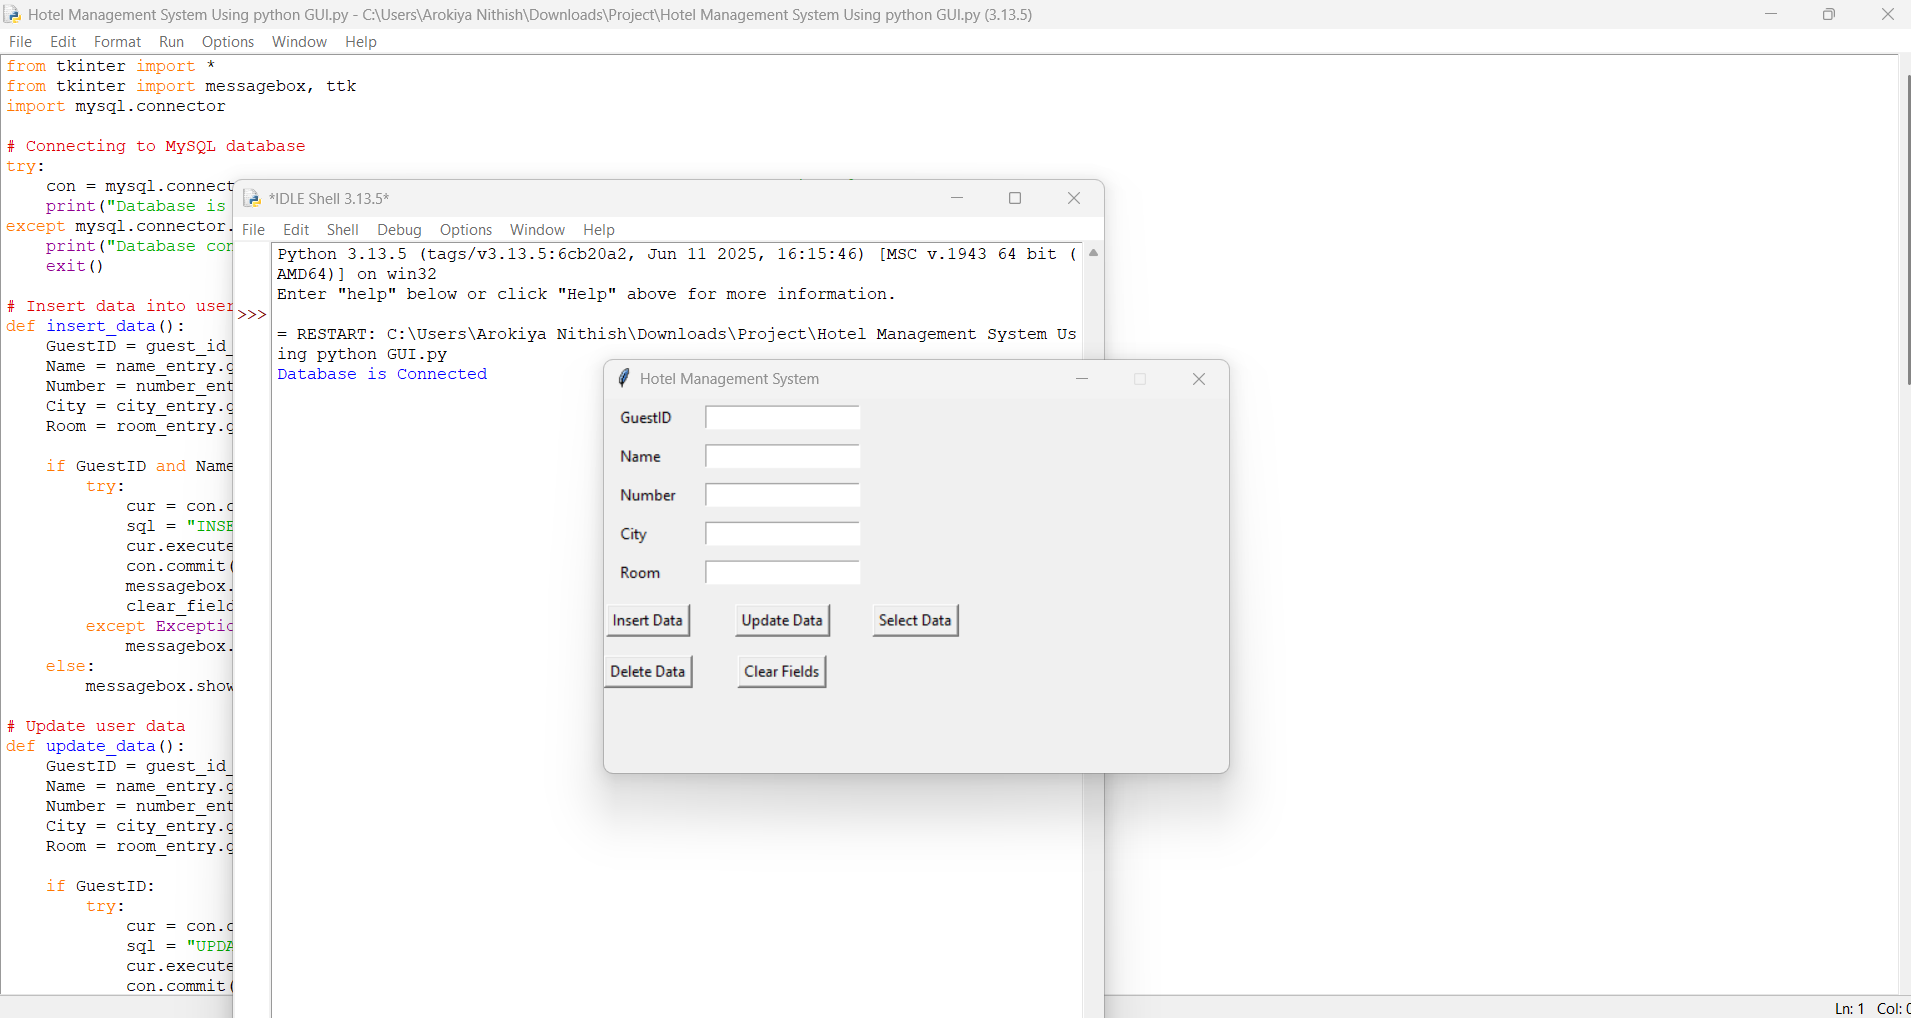 Hotel Management System Using python GUI.py - C:\Users\Arokiya Nithish\Downloads\Project\Hotel Management System Using python GUI.py (3.13.5)
File Edit Format Run Options Window Help
from tkinter import *
from tkinter import messagebox, ttk
import mysql.connector
# Connecting to MySQL database
try:
con = mysql.connect
print("Database is
except mysql.connector.
print("Database con
exit()
# Insert data into user
def insert_data():
GuestID = guest_id_
Name = name_entry.g
Number = number_ent
City = city_entry.g
Room = room_entry.g
if GuestID and Name
try:
cur = con.c
sql = "INSE
cur.execute
con.commit(
messagebox.
clear_field
except Exceptio
messagebox.
else:
messagebox.show
# Update user data
def update_data():
GuestID = guest_id_
Name = name_entry.g
Number = number_ent
City = city_entry.g
Room = room_entry.g
if GuestID:
try:
cur = con.c
sql = "UPDA
cur.execute
con.commit(
*IDLE Shell 3.13.5*
File Edit Shell Debug Options Window Help
Python 3.13.5 (tags/v3.13.5:6cb20a2, Jun 11 2025, 16:15:46) [MSC v.1943 64 bit (
AMD64)] on win32
Enter "help" below or click "Help" above for more information.
>>>
= RESTART: C:\Users\Arokiya Nithish\Downloads\Project\Hotel Management System Us
ing python GUI.py
Database is Connected
Hotel Management System
GuestID
Name
Number
City
Room
Insert Data Update Data Select Data
Delete Data Clear Fields
Ln: 1 Col: 0